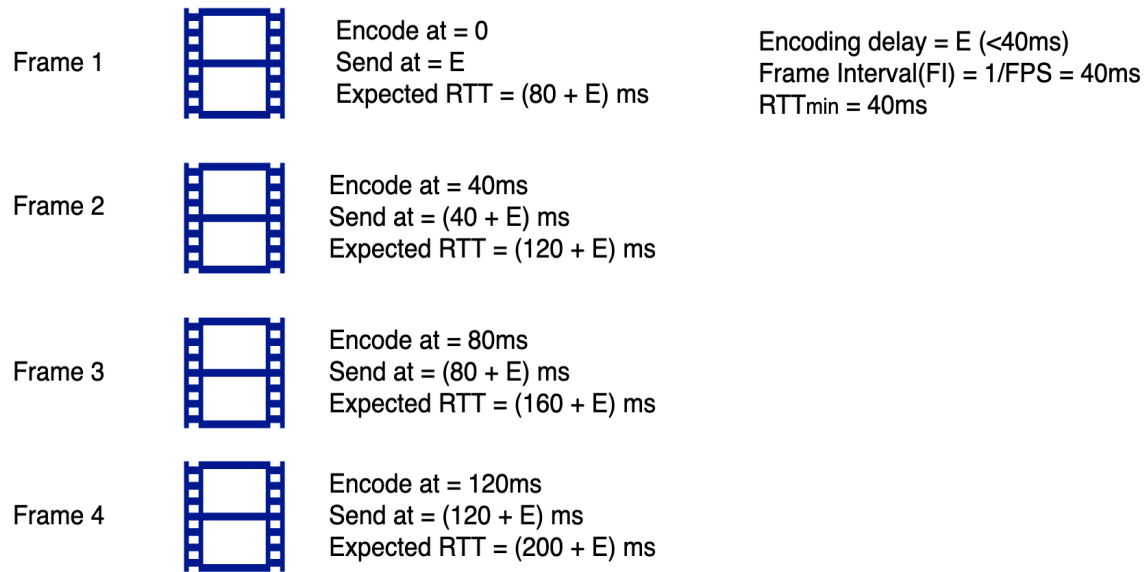 Frame 1
Encode at = 0
Send at = E
Expected RTT = (80 + E) ms
Encoding delay = E (<40ms)
Frame Interval(FI) = 1/FPS = 40ms
RTTmin = 40ms
Frame 2
Encode at = 40ms
Send at = (40 + E) ms
Expected RTT = (120 + E) ms
Frame 3
Encode at = 80ms
Send at = (80 + E) ms
Expected RTT = (160 + E) ms
Frame 4
Encode at = 120ms
Send at = (120 + E) ms
Expected RTT = (200 + E) ms